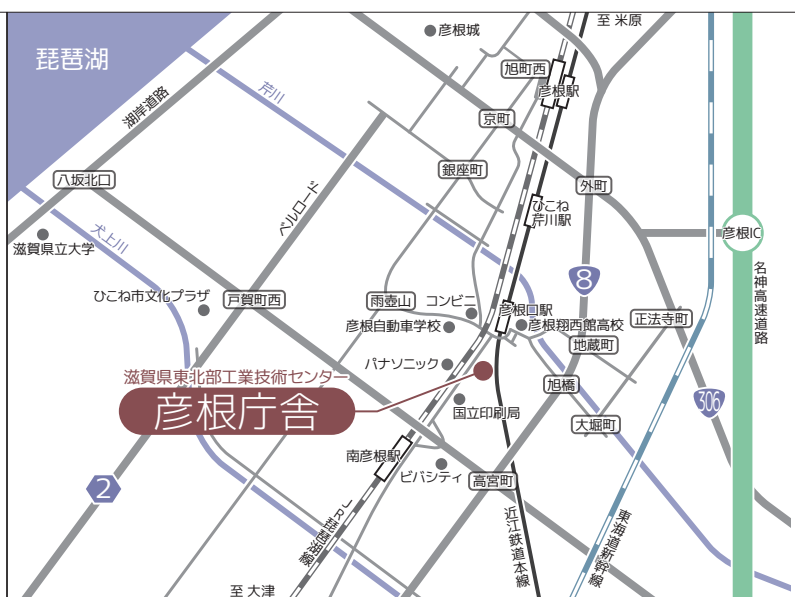 至 米原
彦根城
琵琶湖
旭町西
彦根駅
芹川
湖岸道路
京町
銀座町
八坂北口
外町
ひこね
芹川駅
ベルロード
犬上川
滋賀県立大学
彦根IC
名神高速道路
8
ひこね市文化プラザ
戸賀町西
雨壺山
コンビニ
彦根口駅
正法寺町
彦根自動車学校
彦根翔西館高校
地蔵町
パナソニック
滋賀県東北部工業技術センター
彦根庁舎
旭橋
306
国立印刷局
大堀町
南彦根駅
ビバシティ
高宮町
2
JR琵琶湖線
近江鉄道本線
東海道新幹線
至 大津